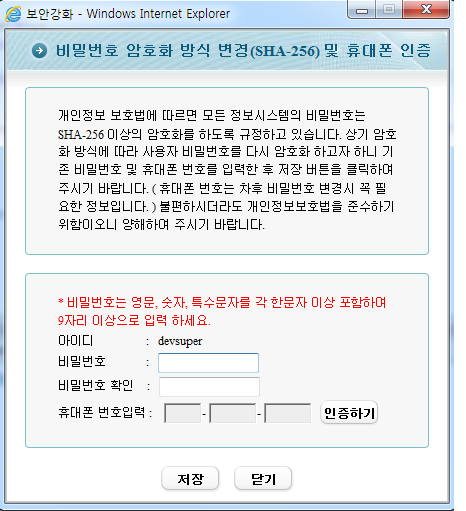 보안강화 - Windows Internet Explorer
비밀번호 암호화 방식 변경(SHA-256) 및 휴대폰 인증
개인정보 보호법에 따르면 모든 정보시스템의 비밀번호는
SHA-256 이상의 암호화를 하도록 규정하고 있습니다. 상기 암호
화 방식에 따라 사용자 비밀번호를 다시 암호화 하고자 하니 기
존 비밀번호 및 휴대폰 번호를 입력한 후 저장 버튼을 클릭하여
주시기 바랍니다. ( 휴대폰 번호는 차후 비밀번호 변경시 꼭 필
요한 정보입니다. ) 불편하시더라도 개인정보보호법을 준수하기
위함이오니 양해하여 주시기 바랍니다.
* 비밀번호는 영문, 숫자, 특수문자를 각 한문자 이상 포함하여
9자리 이상으로 입력 하세요.
아이디 : devsuper
비밀번호 :
비밀번호 확인 :
휴대폰 번호입력 : - - 인증하기
저장 닫기